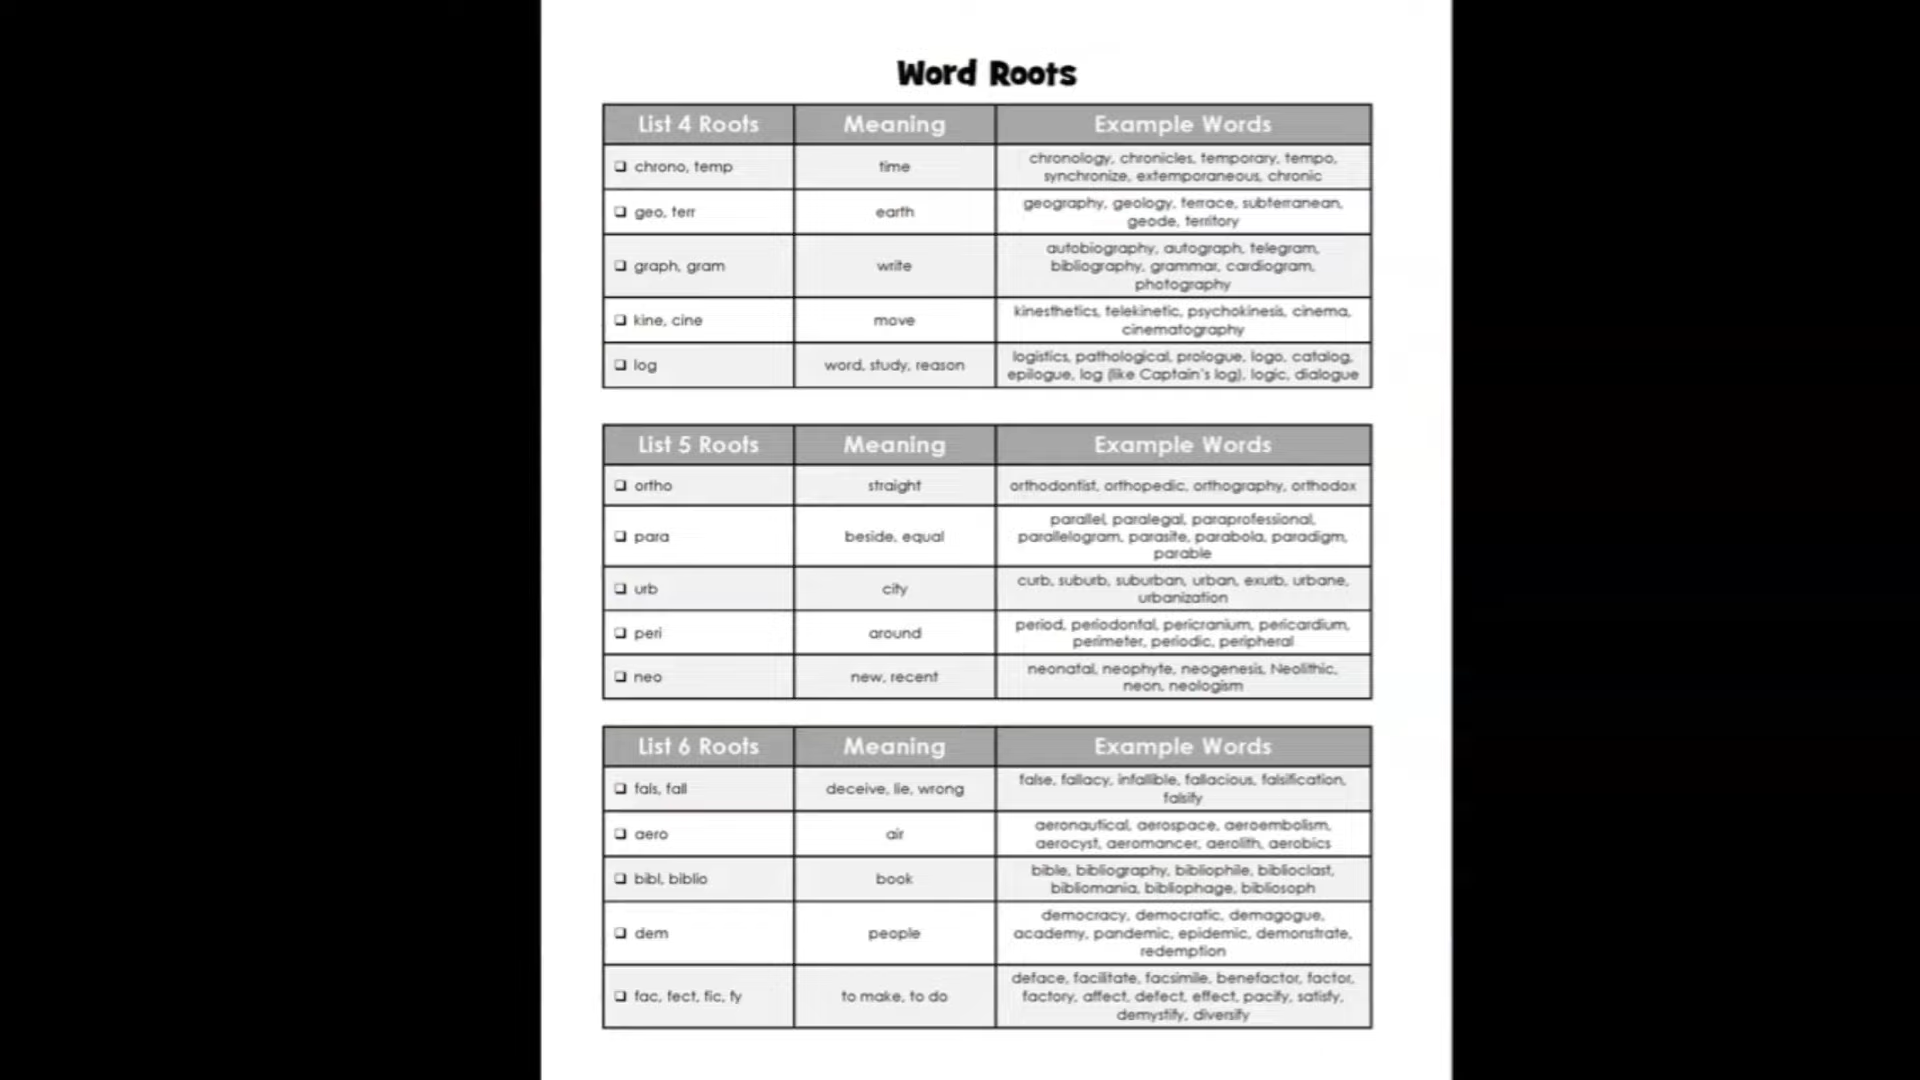 Word Roots
List 4 Roots Meaning Example Words
chrono, temp time chronology, chronicles, temporary, tempo,
synchronize, extemporaneous, chronic
geo, terr earth geography, geology, terrace, subterranean,
geode, territory
graph, gram write autobiography, autograph, telegram,
bibliography, grammar, cardiogram,
photography
kine, cine move kinesthetics, telekinetic, psychokinesis, cinema,
cinematography
log word, study, reason logistics, pathological, prologue, logo, catalog,
epilogue, log (like Captain's log), logic, dialogue
List 5 Roots Meaning Example Words
ortho straight orthodontist, orthopedic, orthography, orthodox
para beside, equal parallel, paralegal, paraprofessional,
parallelogram, parasite, parabola, paradigm,
parable
urb city curb, suburb, suburban, urban, exurb, urbane,
urbanization
peri around period, periodontal, pericranium, pericardium,
perimeter, periodic, peripheral
neo new, recent neonatal, neophyte, neogenesis, Neolithic,
neon, neologism
List 6 Roots Meaning Example Words
fals, fall deceive, lie, wrong false, fallacy, infallible, fallacious, falsification,
falsify
aero air aeronautical, aerospace, aeroembolism,
aerocyst, aeromancer, aerolith, aerobics
bibl, biblio book bible, bibliography, bibliophile, biblioclast,
bibliomania, bibliophage, bibliosoph
dem people democracy, democratic, demagogue,
academy, pandemic, epidemic, demonstrate,
redemption
fac, fect, fic, fy to make, to do deface, facilitate, facsimile, benefactor, factor,
factory, affect, defect, effect, pacify, satisfy,
demystify, diversify